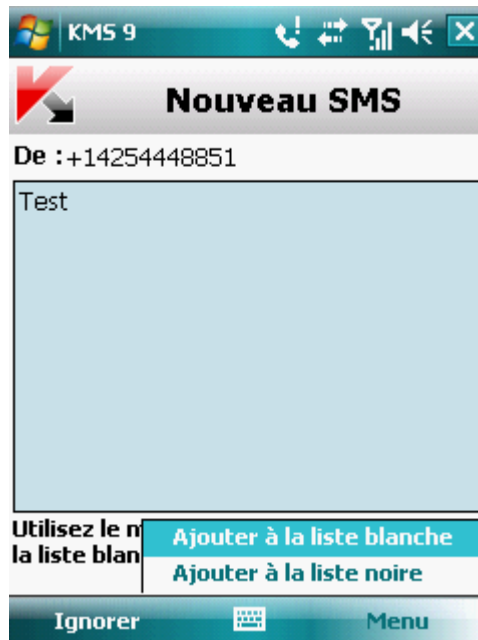 KMS 9
Nouveau SMS
De :+14254448851
Test
Utilisez le
la liste blan
Ajouter à la liste blanche
Ajouter à la liste noire
Ignorer
Menu